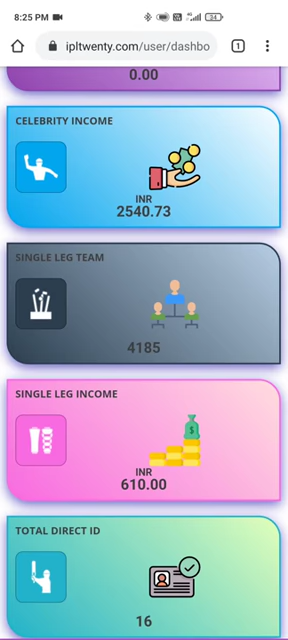 8:25 PM
34
ipltwenty.com/user/dashbo
1
0.00
CELEBRITY INCOME
INR
2540.73
SINGLE LEG TEAM
4185
SINGLE LEG INCOME
$
INR
610.00
TOTAL DIRECT ID
16